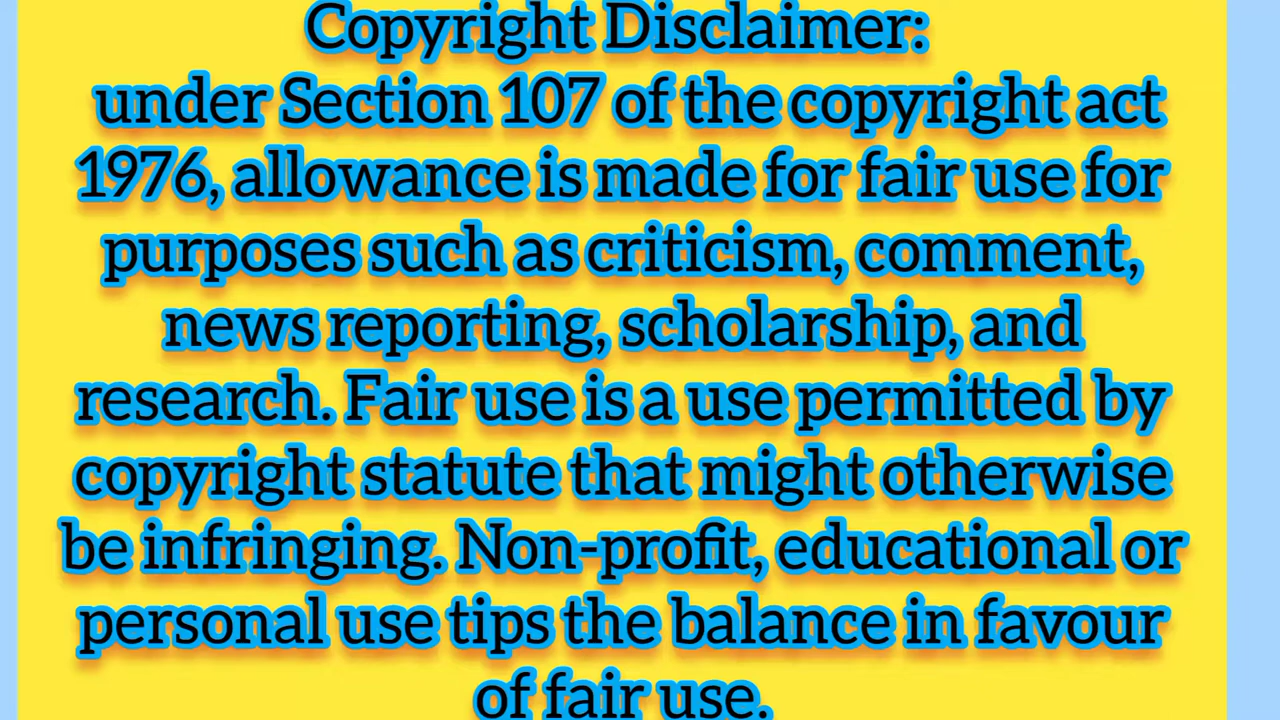 Copyright Disclaimer:
under Section 107 of the copyright act
1976, allowance is made for fair use for
purposes such as criticism, comment,
news reporting, scholarship, and
research. Fair use is a use permitted by
copyright statute that might otherwise
be infringing. Non-profit, educational or
personal use tips the balance in favour
of fair use.